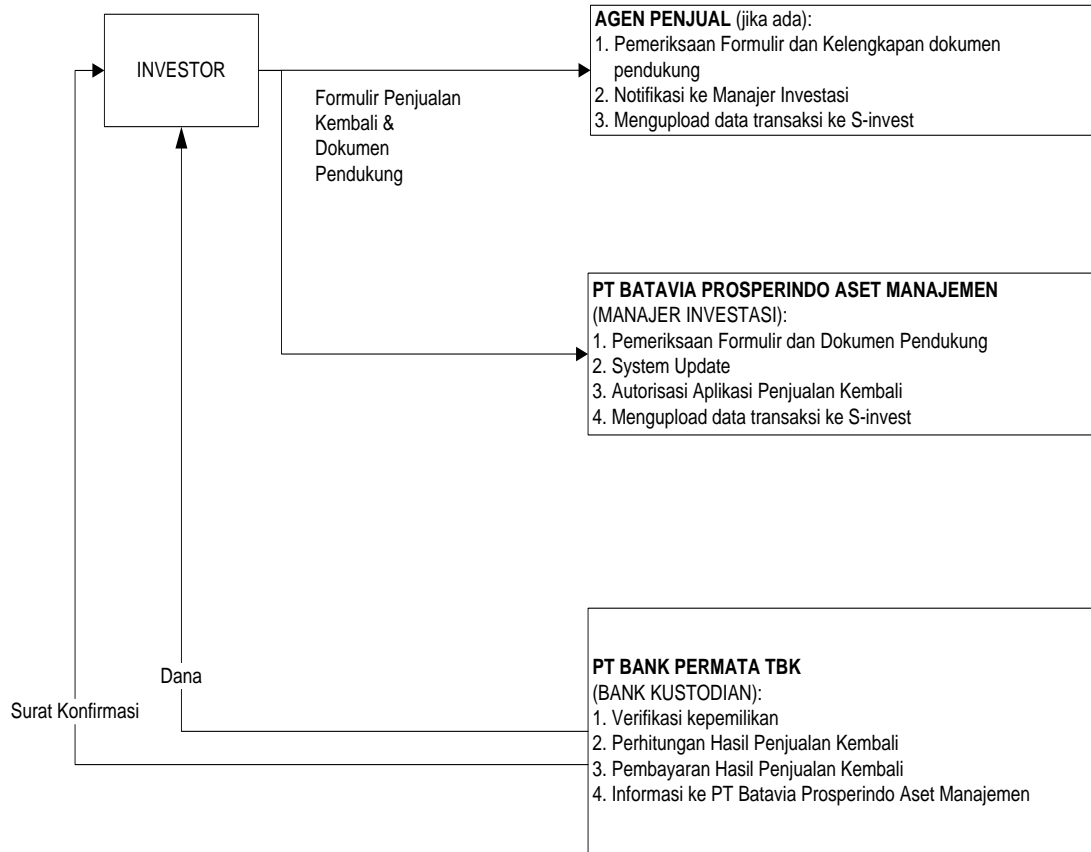 INVESTOR
Formulir Penjualan
Kembali &
Dokumen
Pendukung
AGEN PENJUAL (jika ada):
1. Pemeriksaan Formulir dan Kelengkapan dokumen
pendukung
2. Notifikasi ke Manajer Investasi
3. Mengupload data transaksi ke S-invest
PT BATAVIA PROSPERINDO ASET MANAJEMEN
(MANAJER INVESTASI):
1. Pemeriksaan Formulir dan Dokumen Pendukung
2. System Update
3. Autorisasi Aplikasi Penjualan Kembali
4. Mengupload data transaksi ke S-invest
PT BANK PERMATA TBK
(BANK KUSTODIAN):
1. Verifikasi kepemilikan
2. Perhitungan Hasil Penjualan Kembali
3. Pembayaran Hasil Penjualan Kembali
4. Informasi ke PT Batavia Prosperindo Aset Manajemen
Dana
Surat Konfirmasi